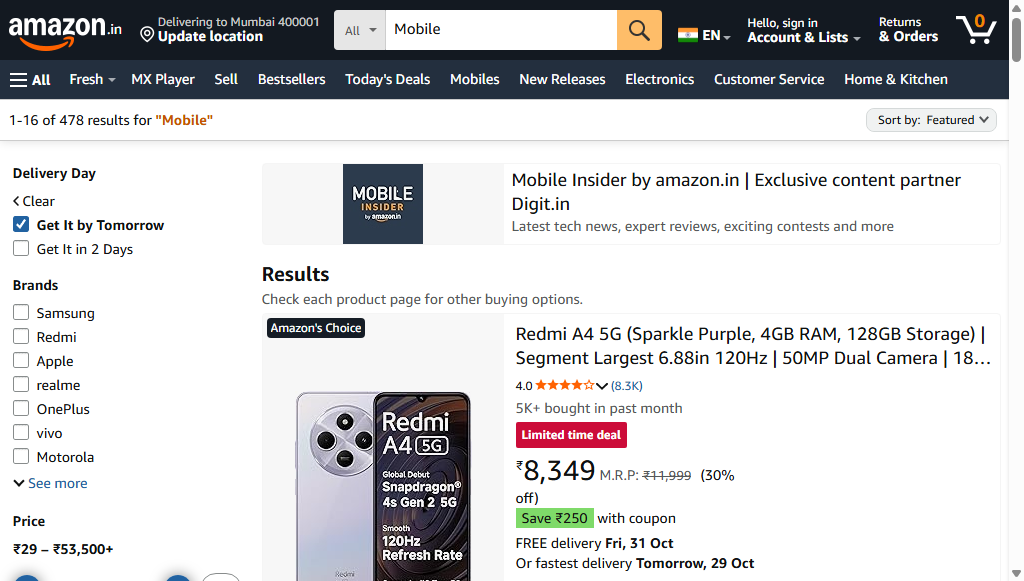 amazon.in
Delivering to Mumbai 400001
Update location
All
Mobile
EN
Hello, sign in
Account & Lists
Returns
& Orders
0
All
Fresh
MX Player
Sell
Bestsellers
Today's Deals
Mobiles
New Releases
Electronics
Customer Service
Home & Kitchen
1-16 of 478 results for "Mobile"
Sort by: Featured
Delivery Day
Clear
Get It by Tomorrow
Get It in 2 Days
Brands
Samsung
Redmi
Apple
realme
OnePlus
vivo
Motorola
See more
Price
₹29 – ₹53,500+
MOBILE
INSIDER
by amazon.in
Mobile Insider by amazon.in | Exclusive content partner
Digit.in
Latest tech news, expert reviews, exciting contests and more
Results
Check each product page for other buying options.
Amazon's Choice
Redmi
A4 5G
Global Debut
Snapdragon®
4s Gen 2 5G
Smooth
120Hz
Refresh Rate
Redmi
Redmi A4 5G (Sparkle Purple, 4GB RAM, 128GB Storage) |
Segment Largest 6.88in 120Hz | 50MP Dual Camera | 18…
4.0 (8.3K)
5K+ bought in past month
Limited time deal
₹8,349 M.R.P: ₹11,999 (30%
off)
Save ₹250 with coupon
FREE delivery Fri, 31 Oct
Or fastest delivery Tomorrow, 29 Oct